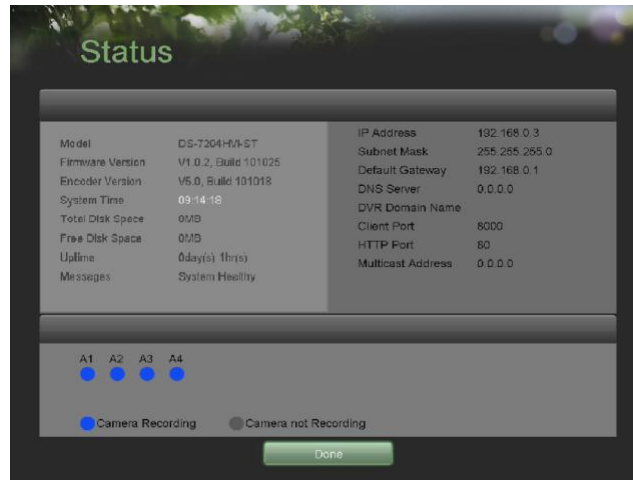 Status
Model DS-7204HVI-ST
Firmware Version V1.0.2, Build 101025
Encoder Version V5.0, Build 101018
System Time 09:14:18
Total Disk Space 0MB
Free Disk Space 0MB
Uptime 0day(s) 1hr(s)
Messages System Healthy
IP Address 192.168.0.3
Subnet Mask 255.255.255.0
Default Gateway 192.168.0.1
DNS Server 0.0.0.0
DVR Domain Name
Client Port 8000
HTTP Port 80
Multicast Address 0.0.0.0
A1 A2 A3 A4
Camera Recording Camera not Recording
Done